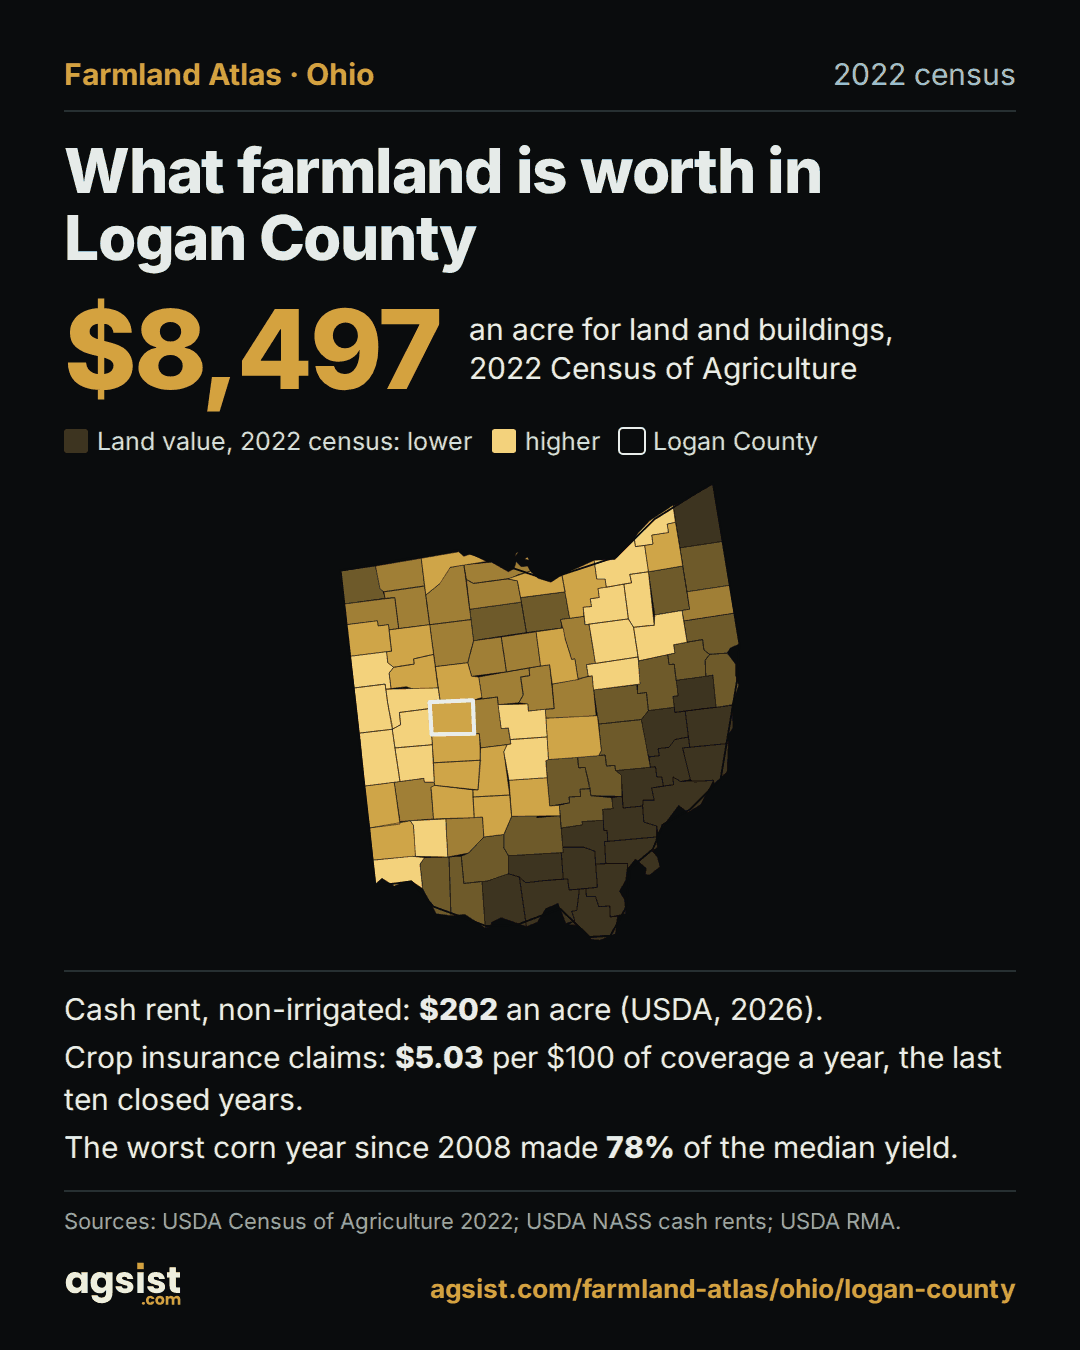 Farmland Atlas · Ohio
2022 census
What farmland is worth in
Logan County
$8,497
an acre for land and buildings,
2022 Census of Agriculture
Land value, 2022 census: lower
higher
Logan County
Cash rent, non-irrigated: $202 an acre (USDA, 2026).
Crop insurance claims: $5.03 per $100 of coverage a year, the last
ten closed years.
The worst corn year since 2008 made 78% of the median yield.
Sources: USDA Census of Agriculture 2022; USDA NASS cash rents; USDA RMA.
agsist
.com
agsist.com/farmland-atlas/ohio/logan-county